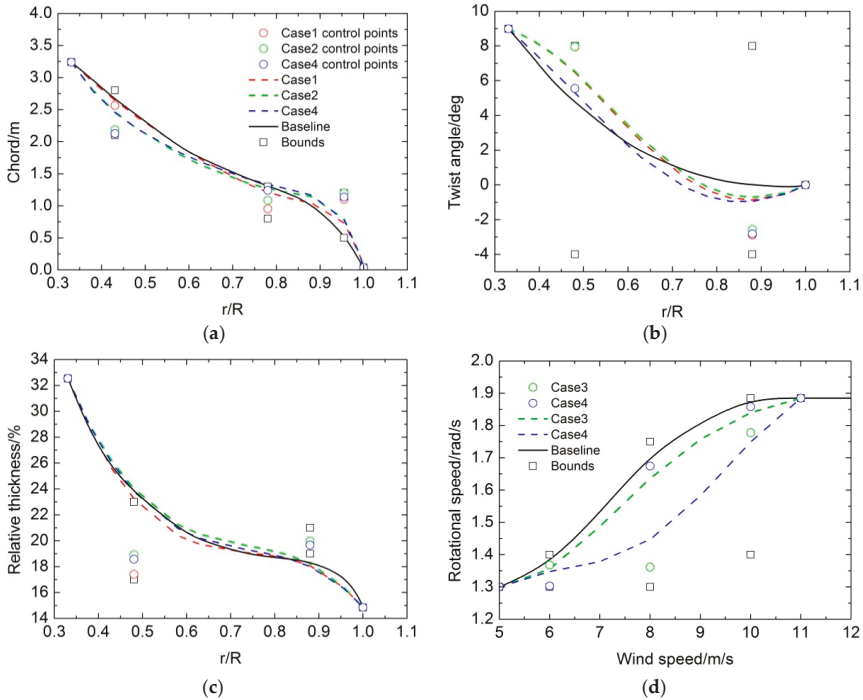 4.0
3.5
3.0
2.5
2.0
1.5
1.0
0.5
0.0
Chord/m
0.3 0.4 0.5 0.6 0.7 0.8 0.9 1.0 1.1
r/R
Case1 control points
Case2 control points
Case4 control points
Case1
Case2
Case4
Baseline
Bounds
(a)
10
8
6
4
2
0
-2
-4
Twist angle/deg
0.3 0.4 0.5 0.6 0.7 0.8 0.9 1.0 1.1
r/R
(b)
34
32
30
28
26
24
22
20
18
16
14
Relative thickness/%
0.3 0.4 0.5 0.6 0.7 0.8 0.9 1.0 1.1
r/R
(c)
2.0
1.9
1.8
1.7
1.6
1.5
1.4
1.3
1.2
Rotational speed/rad/s
5 6 7 8 9 10 11 12
Wind speed/m/s
Case3
Case4
Case3
Case4
Baseline
Bounds
(d)